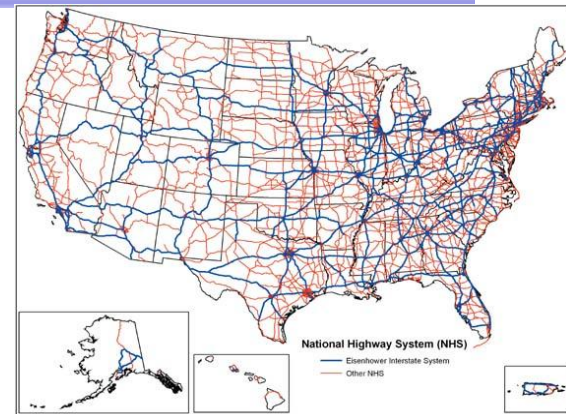 National Highway System (NHS)
Eisenhower Interstate System
Other NHS